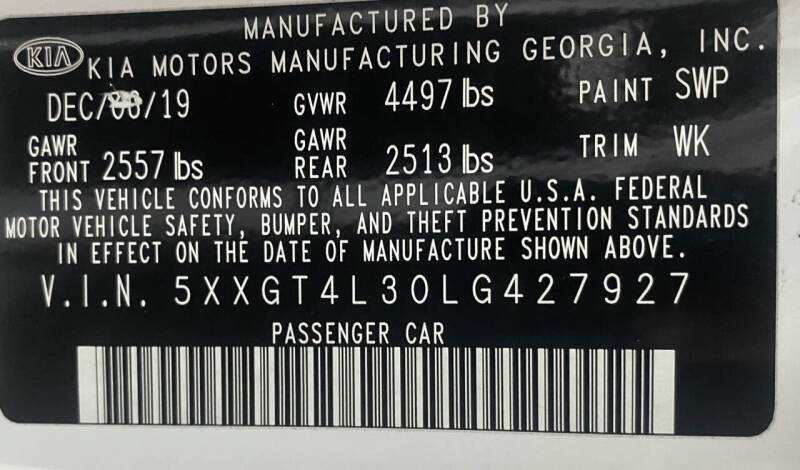 MANUFACTURED BY
KIA KIA MOTORS MANUFACTURING GEORGIA, INC.
DEC/ /19 GVWR 4497 lbs PAINT SWP
GAWR FRONT 2557 lbs GAWR REAR 2513 lbs TRIM WK
THIS VEHICLE CONFORMS TO ALL APPLICABLE U.S.A. FEDERAL
MOTOR VEHICLE SAFETY, BUMPER, AND THEFT PREVENTION STANDARDS
IN EFFECT ON THE DATE OF MANUFACTURE SHOWN ABOVE.
V.I.N. 5XXGT4L30LG427927
PASSENGER CAR